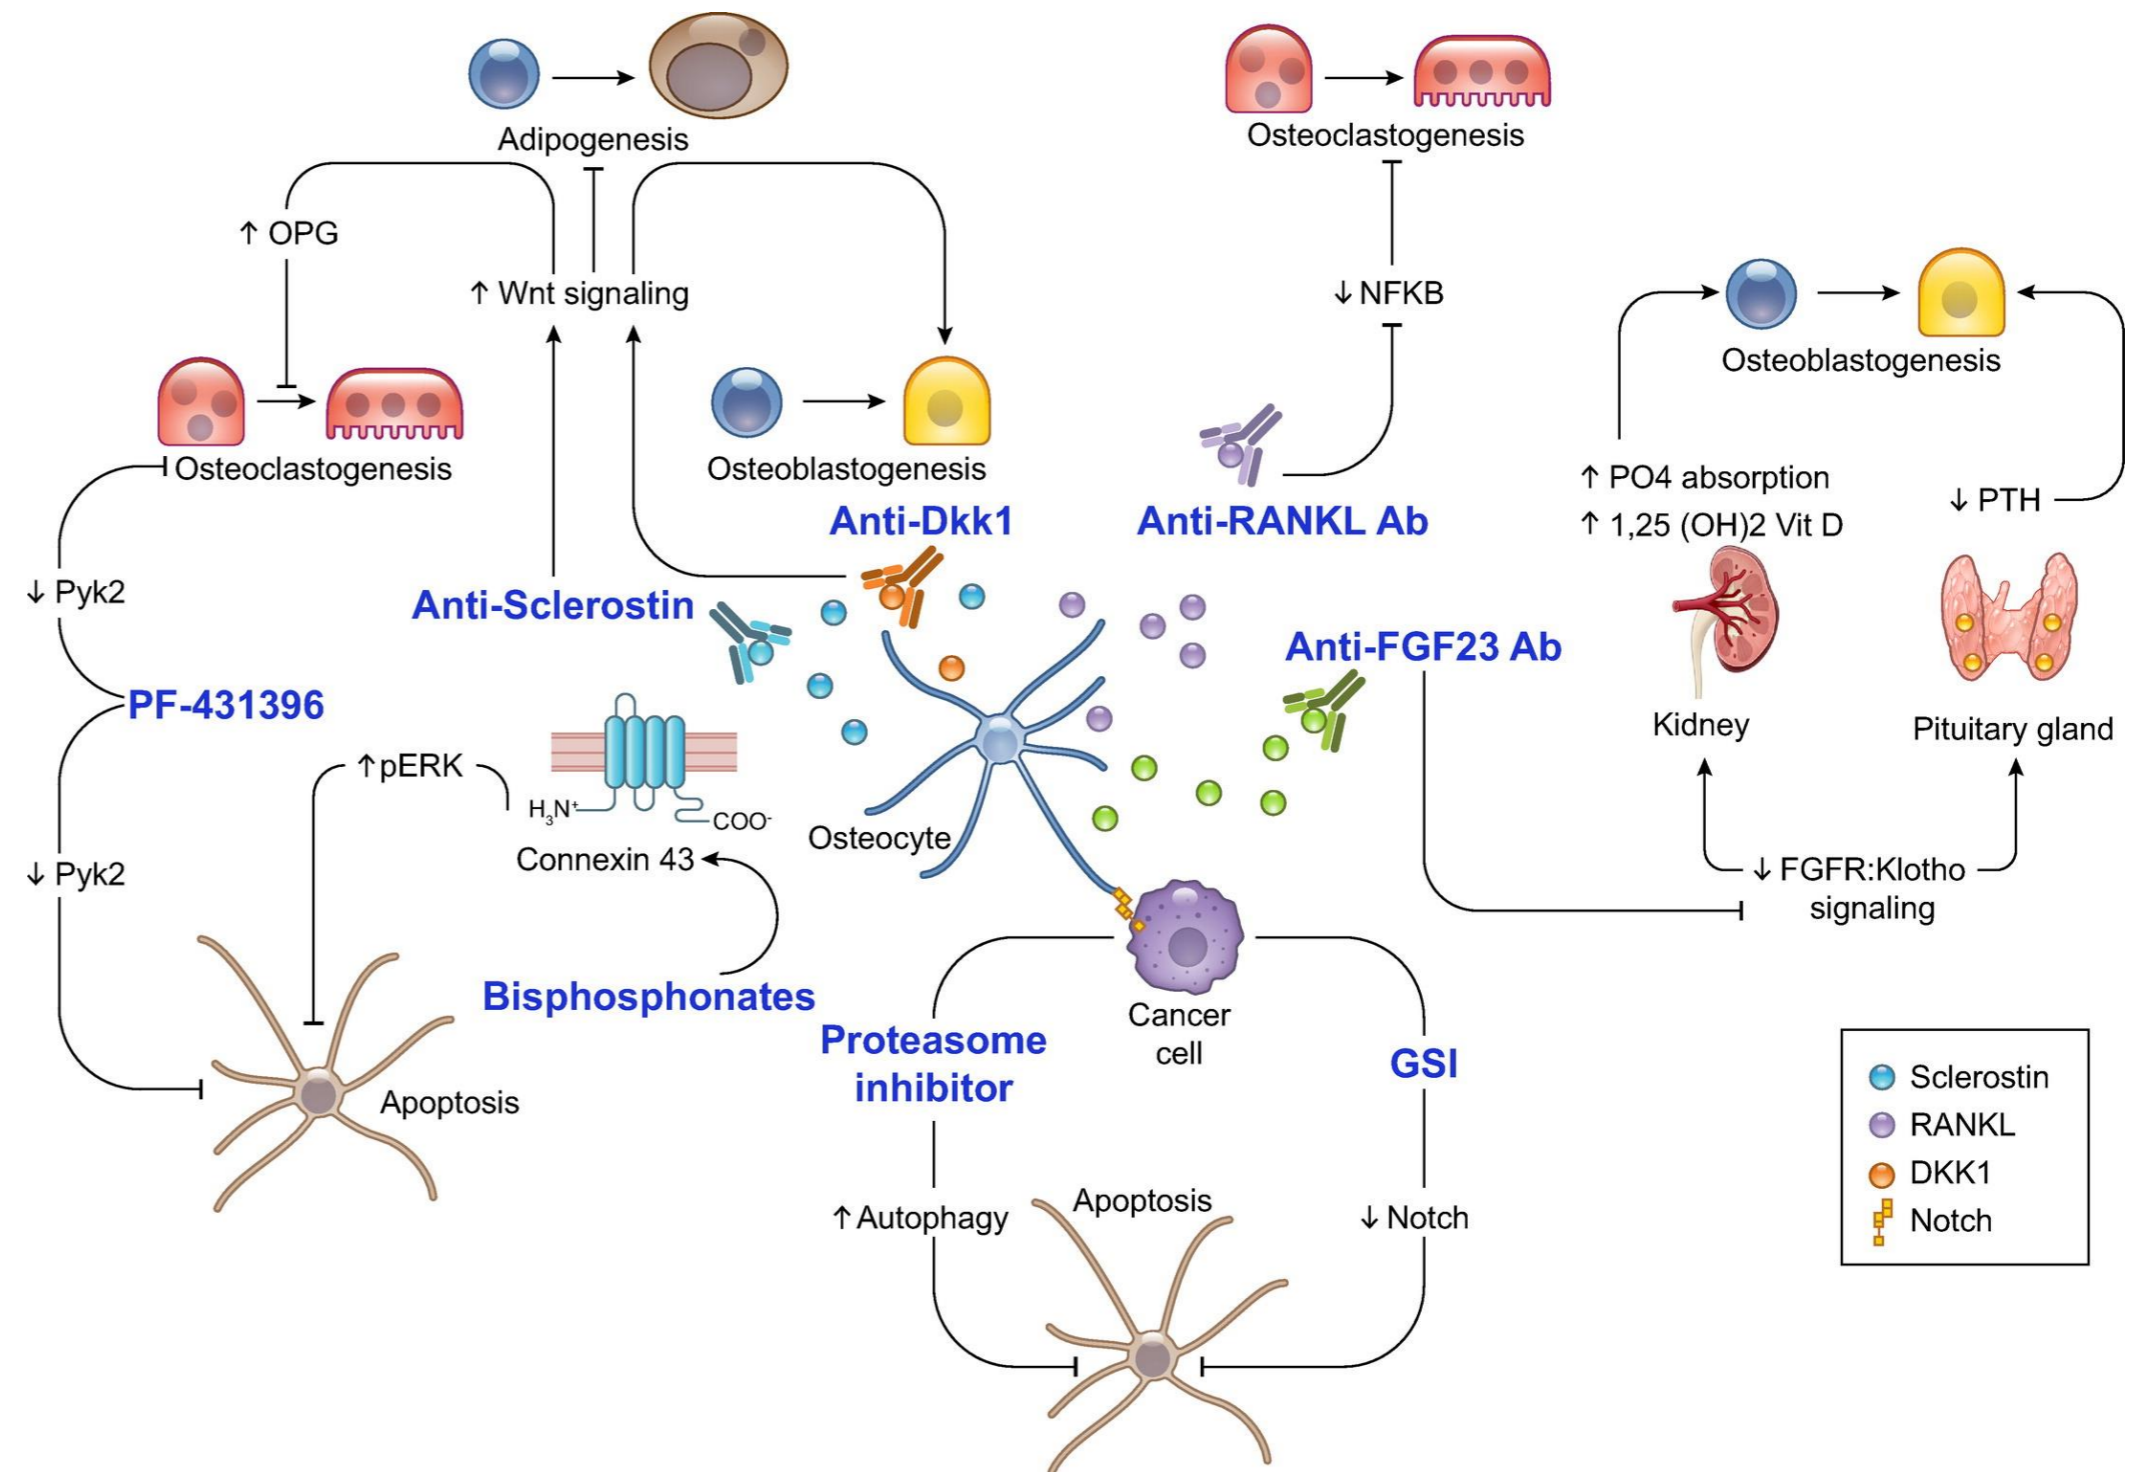 Adipogenesis
Osteoclastogenesis
↑ OPG
↑ Wnt signaling
↓ NFKB
Osteoblastogenesis
Osteoclastogenesis
Osteoblastogenesis
↑ PO4 absorption
↑ 1,25 (OH)2 Vit D
↓ PTH
Anti-Dkk1
Anti-RANKL Ab
↓ Pyk2
Anti-Sclerostin
Anti-FGF23 Ab
PF-431396
Kidney
Pituitary gland
↑pERK
H3N+
COO-
Osteocyte
Connexin 43
↓ Pyk2
↓ FGFR:Klotho
signaling
Bisphosphonates
Cancer
cell
Proteasome
inhibitor
GSI
Apoptosis
Sclerostin
RANKL
DKK1
Notch
Apoptosis
↑Autophagy
↓ Notch